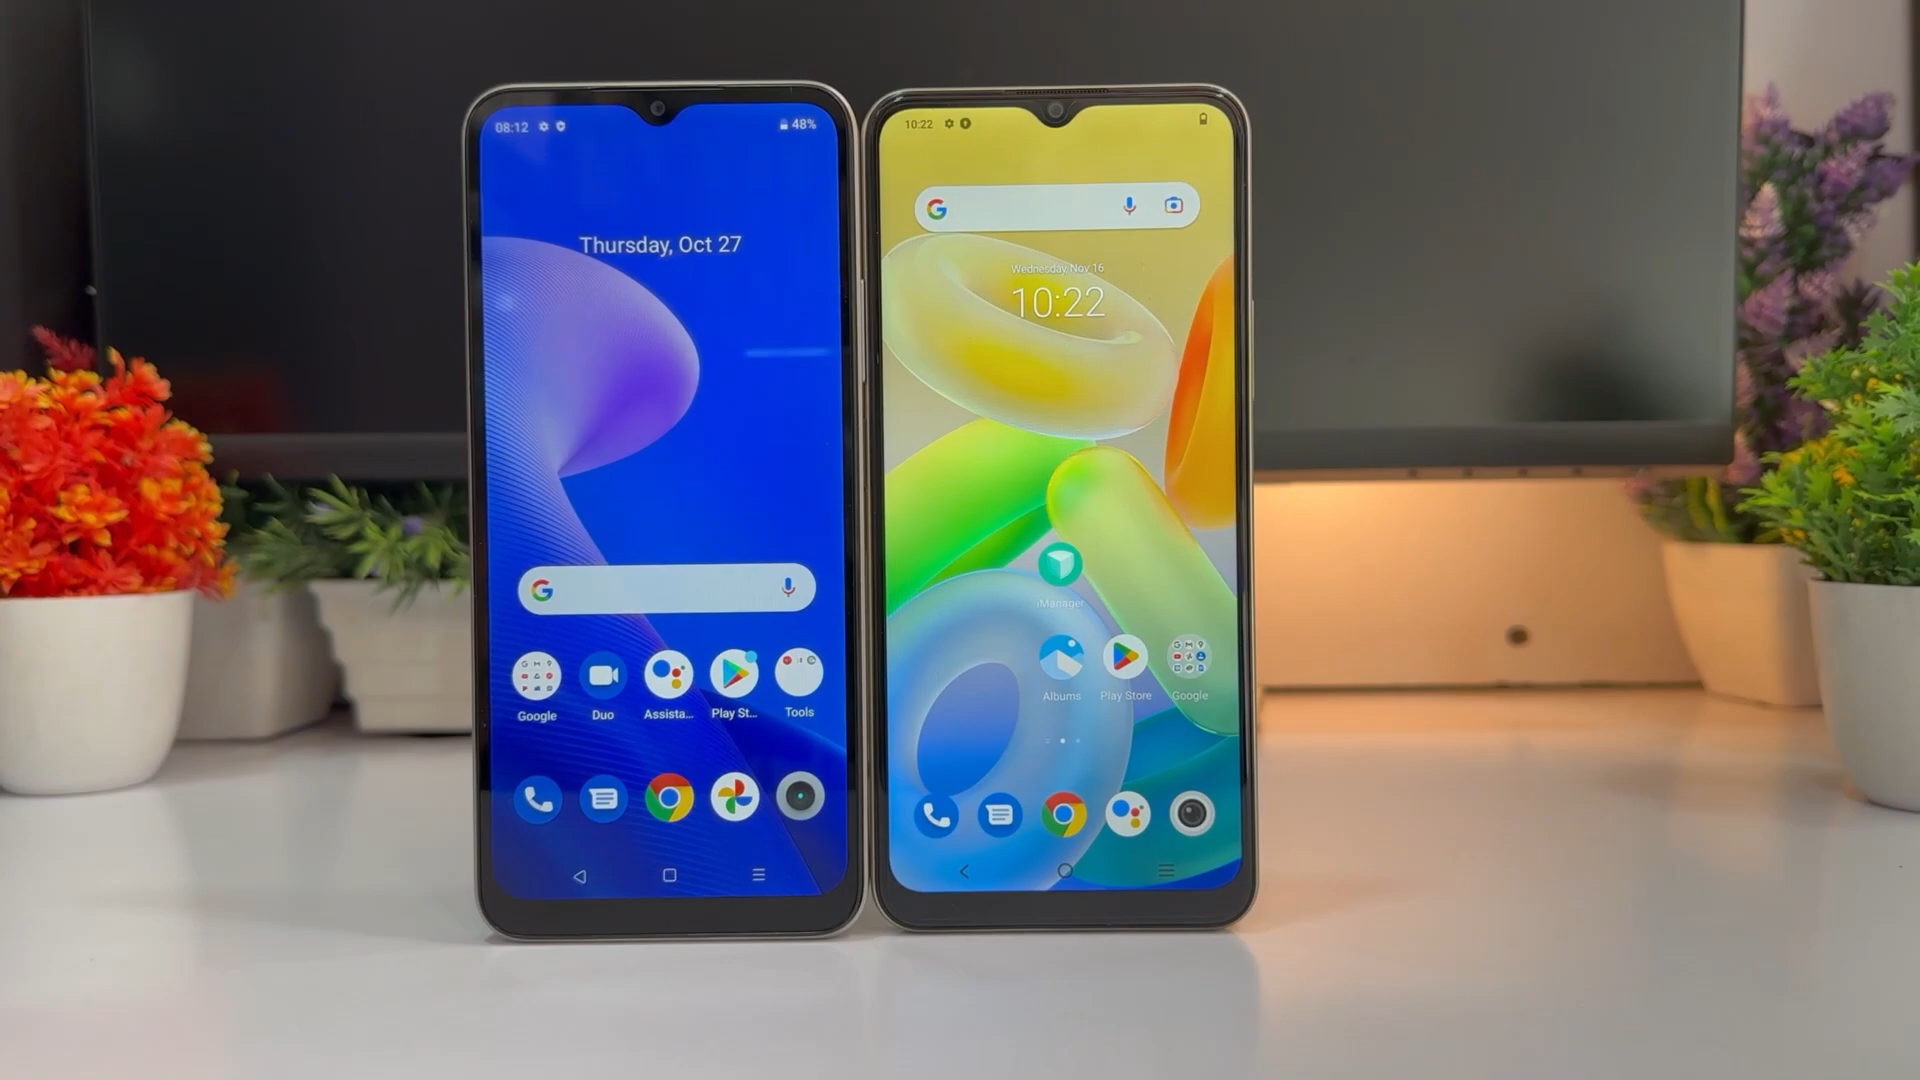 08:12
48%
Thursday, Oct 27
Google
Duo
Assista...
Play St...
Tools
10:22
Wednesday, Nov 16
10:22
iManager
Albums
Play Store
Google